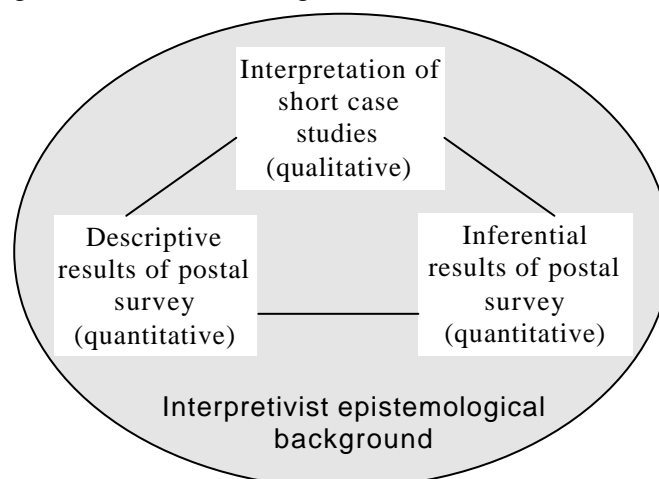 Interpretation of
short case
studies
(qualitative)
Descriptive
results of postal
survey
(quantitative)
Inferential
results of postal
survey
(quantitative)
Interpretivist epistemological
background